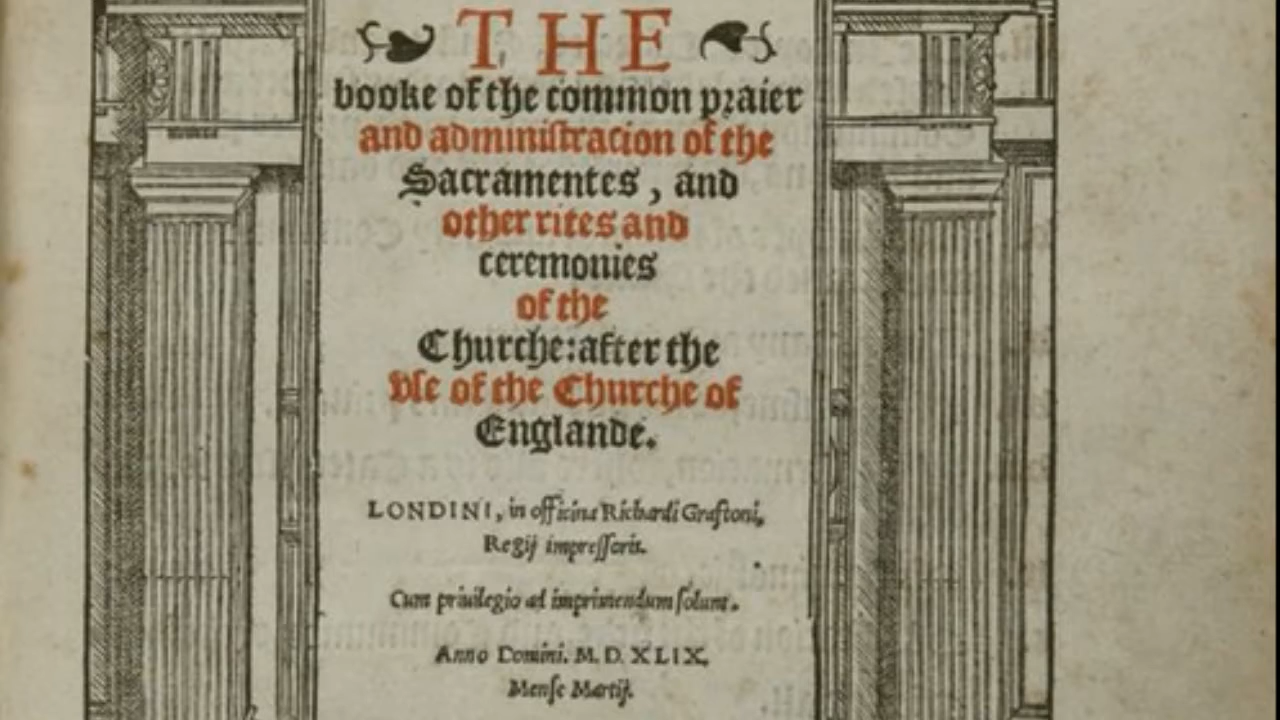 THE
booke of the common praier
and adminiſtracion of the
Sacramentes, and
other rites and
ceremonies
of the
Churche: after the
vſe of the Churche of
Englande.
LONDINI, in officina Richardi Graftoni,
Regij impreſſoris.
Cum priuilegio ad imprimendum ſolum.
Anno Domini. M. D. XLIX.
Menſe Martij.